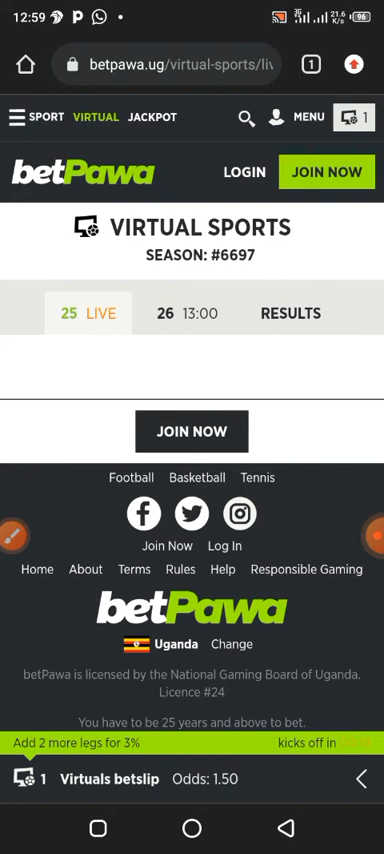 12:59 3G 21.6 K/s 96
betpawa.ug/virtual-sports/liv 1
SPORT VIRTUAL JACKPOT MENU 1
betPawa LOGIN JOIN NOW
VIRTUAL SPORTS
SEASON: #6697
25 LIVE 26 13:00 RESULTS
JOIN NOW
Football Basketball Tennis
Join Now Log In
Home About Terms Rules Help Responsible Gaming
betPawa
Uganda Change
betPawa is licensed by the National Gaming Board of Uganda.
Licence #24
You have to be 25 years and above to bet.
Add 2 more legs for 3% kicks off in
1 Virtuals betslip Odds: 1.50